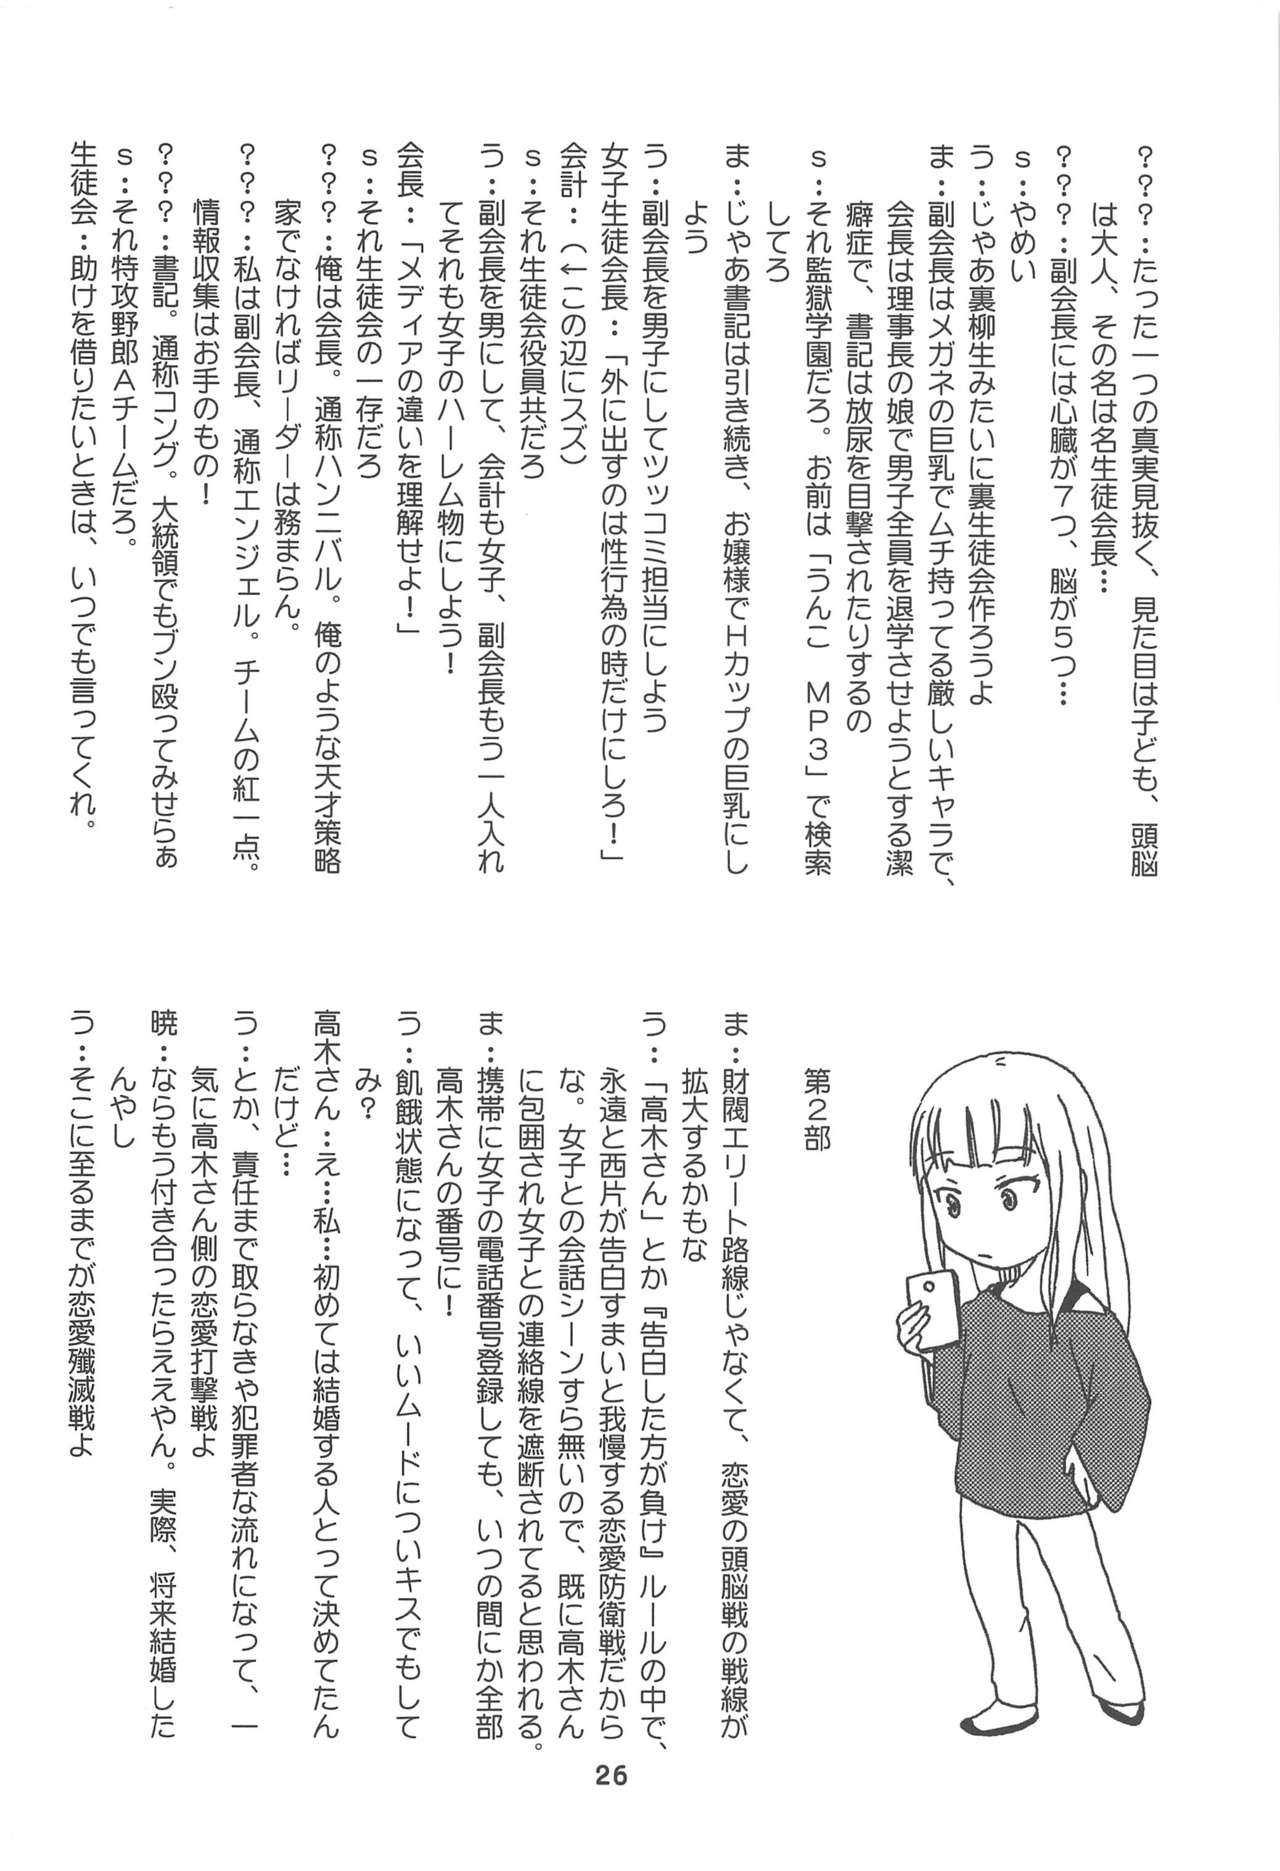 ？？？：たった一つの真実見抜く、見た目は子ども、頭脳
は大人、その名は名生徒会長…
？？？：副会長には心臓が７つ、脳が５つ…
ｓ：やめい
う：じゃあ裏柳生みたいに裏生徒会作ろうよ
ま：副会長はメガネの巨乳でムチ持ってる厳しいキャラで、
会長は理事長の娘で男子全員を退学させようとする潔
癖症で、書記は放尿を目撃されたりするの
ｓ：それ監獄学園だろ。お前は「うんこ　ＭＰ３」で検索
してろ
ま：じゃあ書記は引き続き、お嬢様でＨカップの巨乳にし
よう
う：副会長を男子にしてツッコミ担当にしよう
女子生徒会長：「外に出すのは性行為の時だけにしろ！」
会計：（←この辺にスズ）
ｓ：それ生徒会役員共だろ
う：副会長を男にして、会計も女子、副会長もう一人入れ
てそれも女子のハーレム物にしよう！
会長：「メディアの違いを理解せよ！」
ｓ：それ生徒会の一存だろ
？？？：俺は会長。通称ハンニバル。俺のような天才策略
家でなければリーダーは務まらん。
？？？：私は副会長、通称エンジェル。チームの紅一点。
情報収集はお手のもの！
？？？：書記。通称コング。大統領でもブン殴ってみせらぁ
ｓ：それ特攻野郎Ａチームだろ。
生徒会：助けを借りたいときは、いつでも言ってくれ。
第２部
ま：財閥エリート路線じゃなくて、恋愛の頭脳戦の戦線が
拡大するかもな
う：「高木さん」とか『告白した方が負け』ルールの中で、
永遠と西片が告白すまいと我慢する恋愛防衛戦だから
な。女子との会話シーンすら無いので、既に高木さん
に包囲され女子との連絡線を遮断されてると思われる。
ま：携帯に女子の電話番号登録しても、いつの間にか全部
高木さんの番号に！
う：飢餓状態になって、いいムードについキスでもして
み？
高木さん：え…私…初めては結婚する人とって決めてたん
だけど…
う：とか、責任まで取らなきゃ犯罪者な流れになって、一
気に高木さん側の恋愛打撃戦よ
暁：ならもう付き合ったらええやん。実際、将来結婚した
んやし
う：そこに至るまでが恋愛殲滅戦よ
26